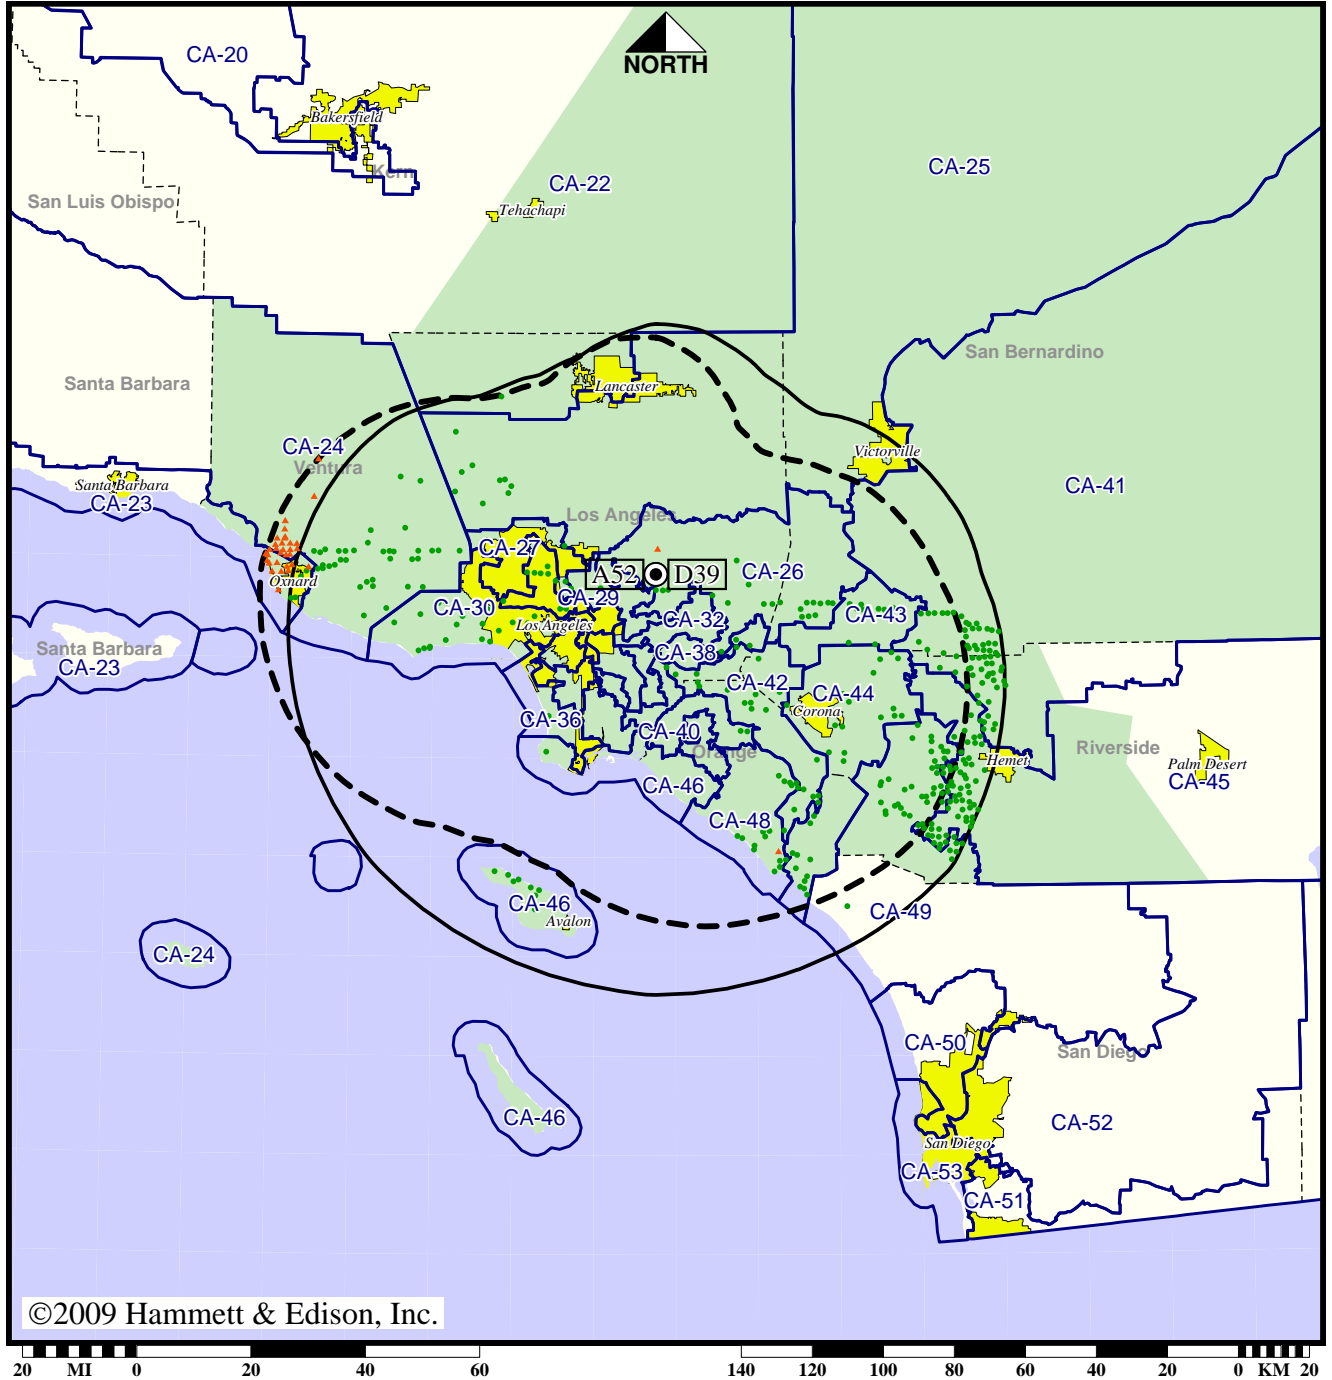 NORTH
CA-20
Bakersfield
Kern
CA-25
CA-22
San Luis Obispo
Tehachapi
San Bernardino
Santa Barbara
Lancaster
CA-24
Ventura
Victorville
Santa Barbara
CA-23
CA-41
Los Angeles
CA-27
Oxnard
A52
D39
CA-26
CA-30
CA-29
Los Angeles
CA-32
CA-43
Santa Barbara
CA-23
CA-38
CA-42
CA-44
Corona
CA-36
CA-40
Orange
Riverside
Hemet
Palm Desert
CA-45
CA-46
CA-48
CA-46
Avalon
CA-49
CA-24
CA-50
San Diego
CA-46
CA-52
San Diego
CA-53
CA-51
©2009 Hammett & Edison, Inc.
20 MI 0 20 40 60 140 120 100 80 60 40 20 0 KM 20